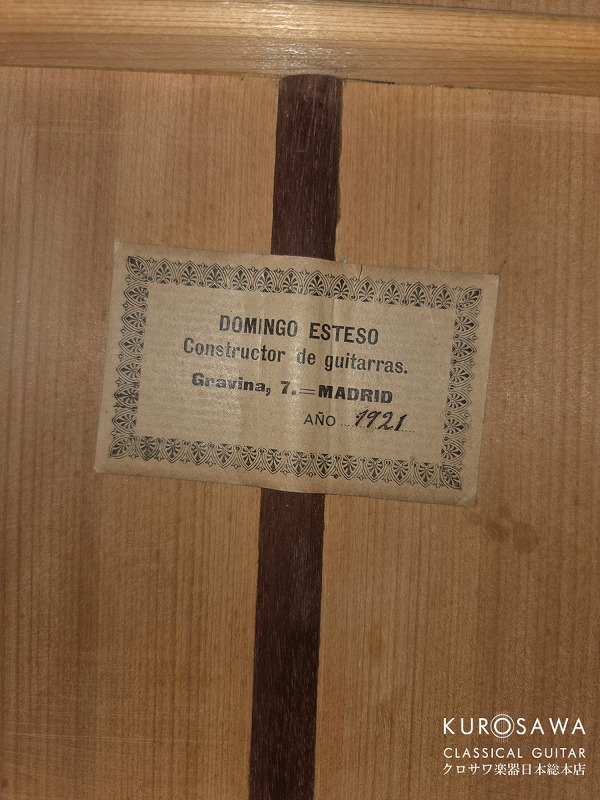 DOMINGO ESTESO
Constructor de guitarras.
Gravina, 7.=MADRID
AÑO....1921......
KUROSAWA
CLASSICAL GUITAR
クロサワ楽器日本総本店